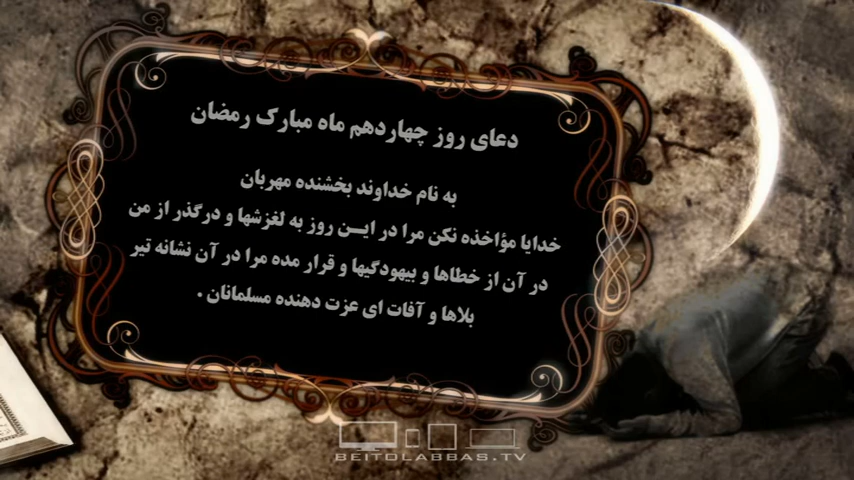 دعای روز چهاردهم ماه مبارک رمضان
به نام خداوند بخشنده مهربان
خدایا مؤاخذه نکن مرا در ایــن روز به لغزشها و درگذر از من
در آن از خطاها و بیهودگیها و قرار مده مرا در آن نشانه تیر
بلاها و آفات ای عزت دهنده مسلمانان .
BEITOLABBAS.TV